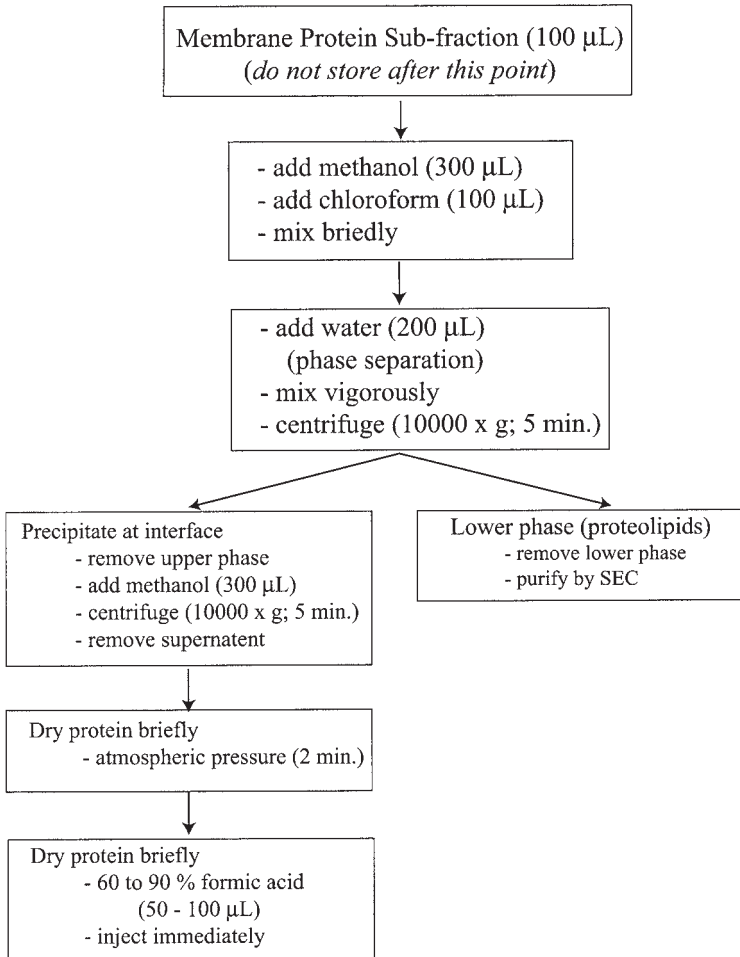 Membrane Protein Sub-fraction (100 µL)
(do not store after this point)
- add methanol (300 µL)
- add chloroform (100 µL)
- mix briedly
- add water (200 µL)
(phase separation)
- mix vigorously
- centrifuge (10000 x g; 5 min.)
Precipitate at interface
- remove upper phase
- add methanol (300 µL)
- centrifuge (10000 x g; 5 min.)
- remove supernatent
Lower phase (proteolipids)
- remove lower phase
- purify by SEC
Dry protein briefly
- atmospheric pressure (2 min.)
Dry protein briefly
- 60 to 90 % formic acid
(50 - 100 µL)
- inject immediately